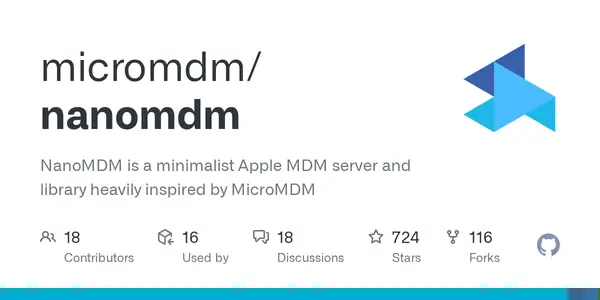 micromdm/
nanomdm
NanoMDM is a minimalist Apple MDM server and
library heavily inspired by MicroMDM
18 16 18 724 116
Contributors Used by Discussions Stars Forks